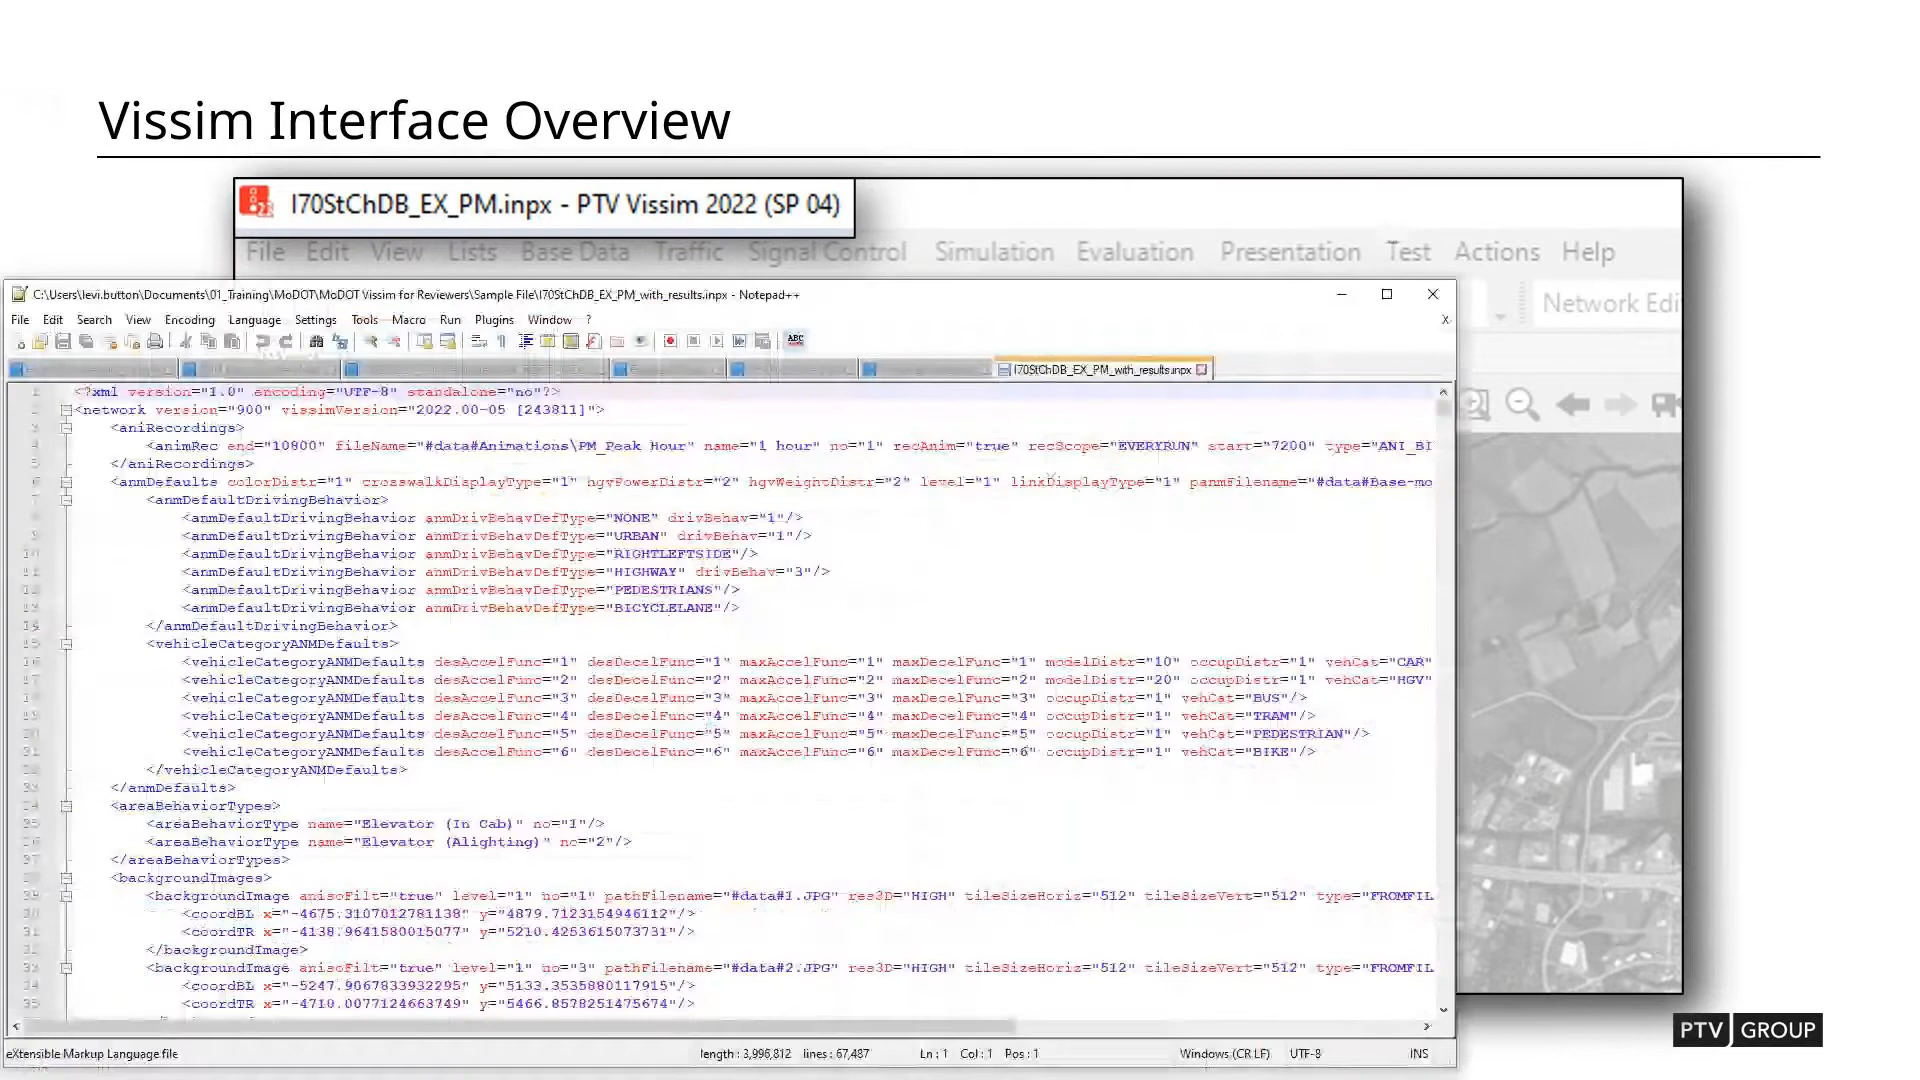 Vissim Interface Overview
I70StChDB_EX_PM.inpx - PTV Vissim 2022 (SP 04)
File Edit View Lists Base Data Traffic Signal Control Simulation Evaluation Presentation Test Actions Help
Network Edi
C:\Users\levi.button\Documents\01_Training\MoDOT\MoDOT Vissim for Reviewers\Sample File\I70StChDB_EX_PM_with_results.inpx - Notepad++
File Edit Search View Encoding Language Settings Tools Macro Run Plugins Window ?
X
ABC
I70StChDB_EX_PM_with_results.inpx
<?xml version="1.0" encoding="UTF-8" standalone="no"?>
<network version="900" vissimVersion="2022.00-05 [243811]">
<aniRecordings>
<animRec end="10800" fileName="#data#Animations\PM_Peak Hour" name="1 hour" no="1" recAnim="true" recScope="EVERYRUN" start="7200" type="ANI_BI
</aniRecordings>
<anmDefaults colorDistr="1" crosswalkDisplayType="1" hgvPowerDistr="2" hgvWeightDistr="2" level="1" linkDisplayType="1" panmFilename="#data#Base-mo
<anmDefaultDrivingBehavior>
<anmDefaultDrivingBehavior anmDrivBehavDefType="NONE" drivBehav="1"/>
<anmDefaultDrivingBehavior anmDrivBehavDefType="URBAN" drivBehav="1"/>
<anmDefaultDrivingBehavior anmDrivBehavDefType="RIGHTLEFTSIDE"/>
<anmDefaultDrivingBehavior anmDrivBehavDefType="HIGHWAY" drivBehav="3"/>
<anmDefaultDrivingBehavior anmDrivBehavDefType="PEDESTRIANS"/>
<anmDefaultDrivingBehavior anmDrivBehavDefType="BICYCLELANE"/>
</anmDefaultDrivingBehavior>
<vehicleCategoryANMDefaults>
<vehicleCategoryANMDefaults desAccelFunc="1" desDecelFunc="1" maxAccelFunc="1" maxDecelFunc="1" modelDistr="10" occupDistr="1" vehCat="CAR"
<vehicleCategoryANMDefaults desAccelFunc="2" desDecelFunc="2" maxAccelFunc="2" maxDecelFunc="2" modelDistr="20" occupDistr="1" vehCat="HGV"
<vehicleCategoryANMDefaults desAccelFunc="3" desDecelFunc="3" maxAccelFunc="3" maxDecelFunc="3" occupDistr="1" vehCat="BUS"/>
<vehicleCategoryANMDefaults desAccelFunc="4" desDecelFunc="4" maxAccelFunc="4" maxDecelFunc="4" occupDistr="1" vehCat="TRAM"/>
<vehicleCategoryANMDefaults desAccelFunc="5" desDecelFunc="5" maxAccelFunc="5" maxDecelFunc="5" occupDistr="1" vehCat="PEDESTRIAN"/>
<vehicleCategoryANMDefaults desAccelFunc="6" desDecelFunc="6" maxAccelFunc="6" maxDecelFunc="6" occupDistr="1" vehCat="BIKE"/>
</vehicleCategoryANMDefaults>
</anmDefaults>
<areaBehaviorTypes>
<areaBehaviorType name="Elevator (In Cab)" no="1"/>
<areaBehaviorType name="Elevator (Alighting)" no="2"/>
</areaBehaviorTypes>
<backgroundImages>
<backgroundImage anisoFilt="true" level="1" no="1" pathFilename="#data#1.JPG" res3D="HIGH" tileSizeHoriz="512" tileSizeVert="512" type="FROMFIL
<coordBL x="-4675.3107012781138" y="4879.7123154946112"/>
<coordTR x="-4138.9641580015077" y="5210.4253615073731"/>
</backgroundImage>
<backgroundImage anisoFilt="true" level="1" no="3" pathFilename="#data#2.JPG" res3D="HIGH" tileSizeHoriz="512" tileSizeVert="512" type="FROMFIL
<coordBL x="-5247.9067833932295" y="5133.3535880117915"/>
<coordTR x="-4710.0077124663749" y="5466.8578251475674"/>
eXtensible Markup Language file length : 3,996,812 lines : 67,487 Ln : 1 Col : 1 Pos : 1 Windows (CR LF) UTF-8 INS
PTV GROUP